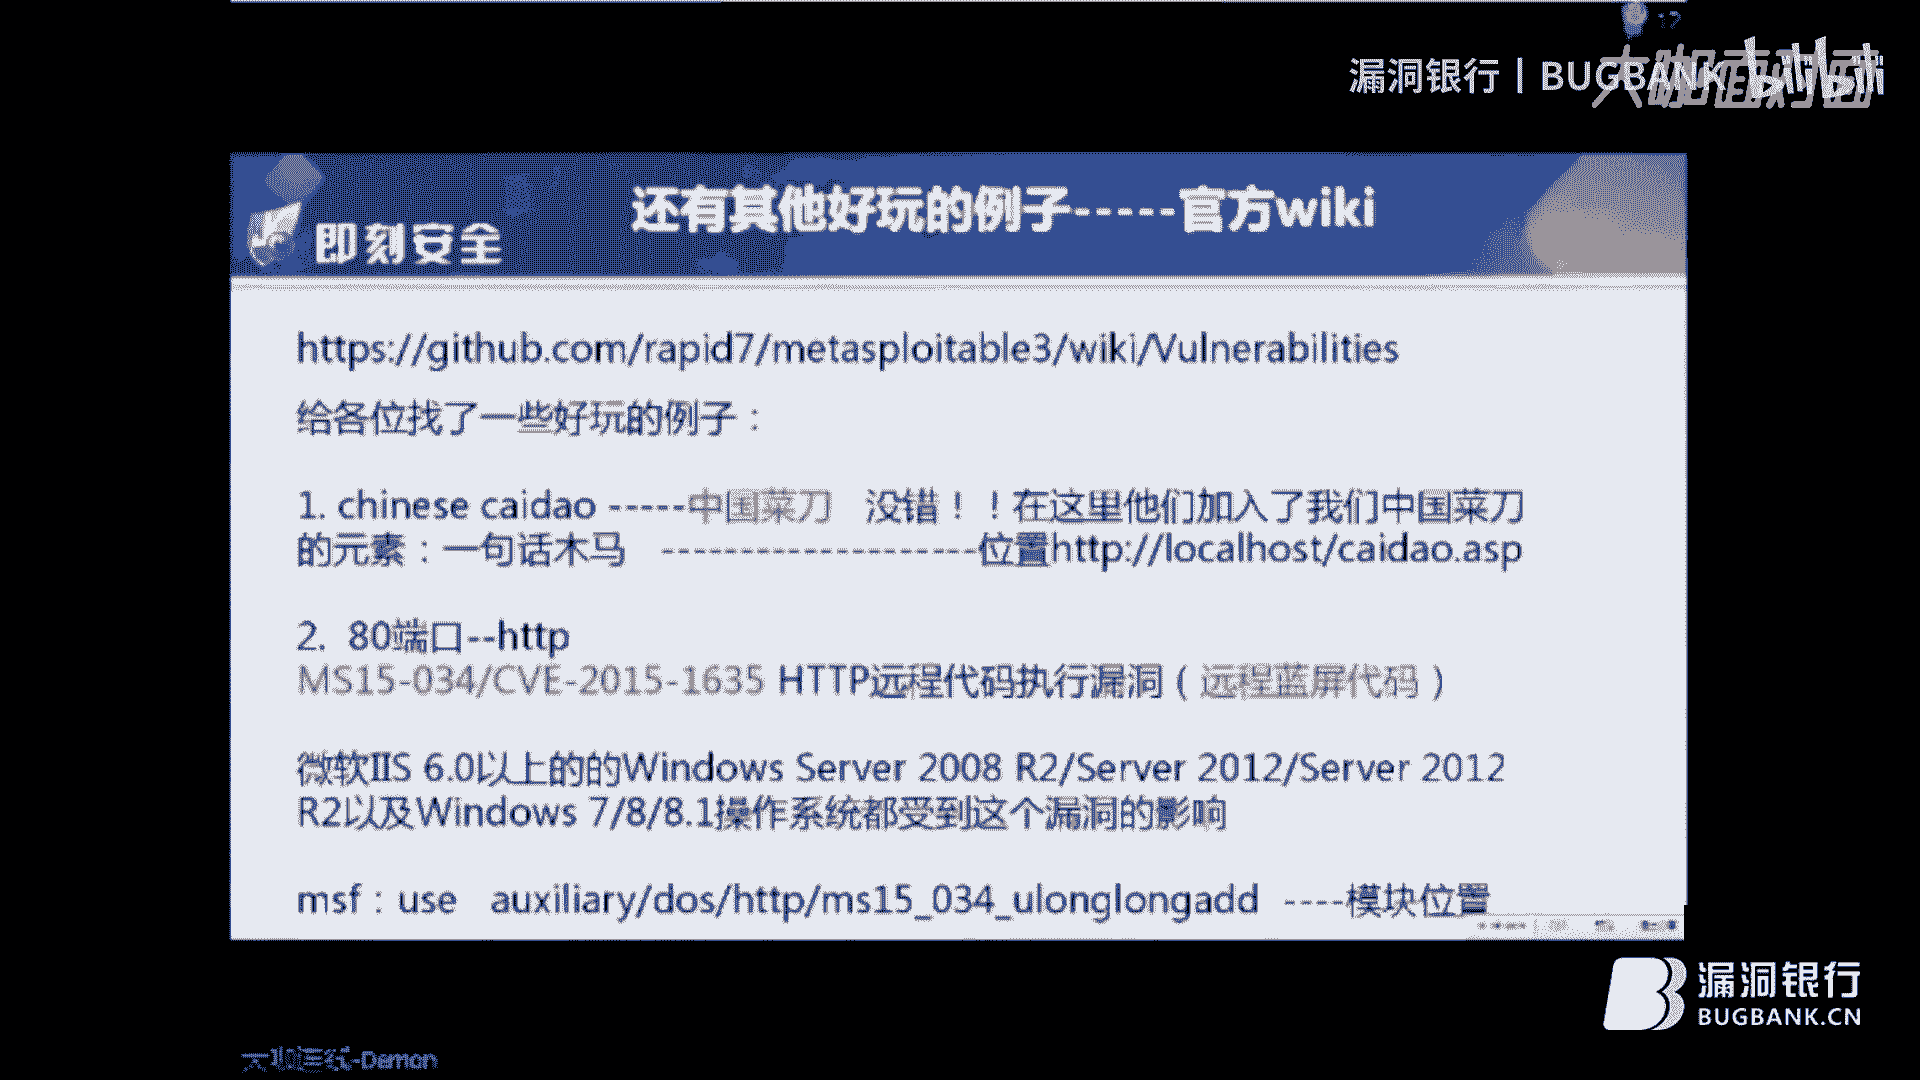 12
漏洞银行 | BUGBANK
大咖面对面
bilibili
即刻安全
还有其他好玩的例子-----官方wiki
https://github.com/rapid7/metasploitable3/wiki/Vulnerabilities
给各位找了一些好玩的例子：
1. chinese caidao -----中国菜刀 没错！！在这里他们加入了我们中国菜刀
的元素：一句话木马 --------------------位置http://localhost/caidao.asp
2. 80端口--http
MS15-034/CVE-2015-1635 HTTP远程代码执行漏洞（远程蓝屏代码）
微软IIS 6.0以上的的Windows Server 2008 R2/Server 2012/Server 2012
R2以及Windows 7/8/8.1操作系统都受到这个漏洞的影响
msf：use auxiliary/dos/http/ms15_034_ulonglongadd ----模块位置
漏洞银行
BUGBANK.CN
-Demon